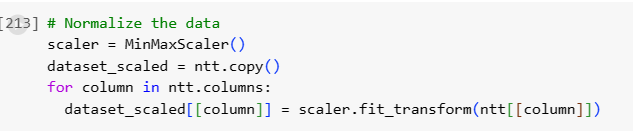 [213] # Normalize the data
scaler = MinMaxScaler()
dataset_scaled = ntt.copy()
for column in ntt.columns:
  dataset_scaled[[column]] = scaler.fit_transform(ntt[[column]])